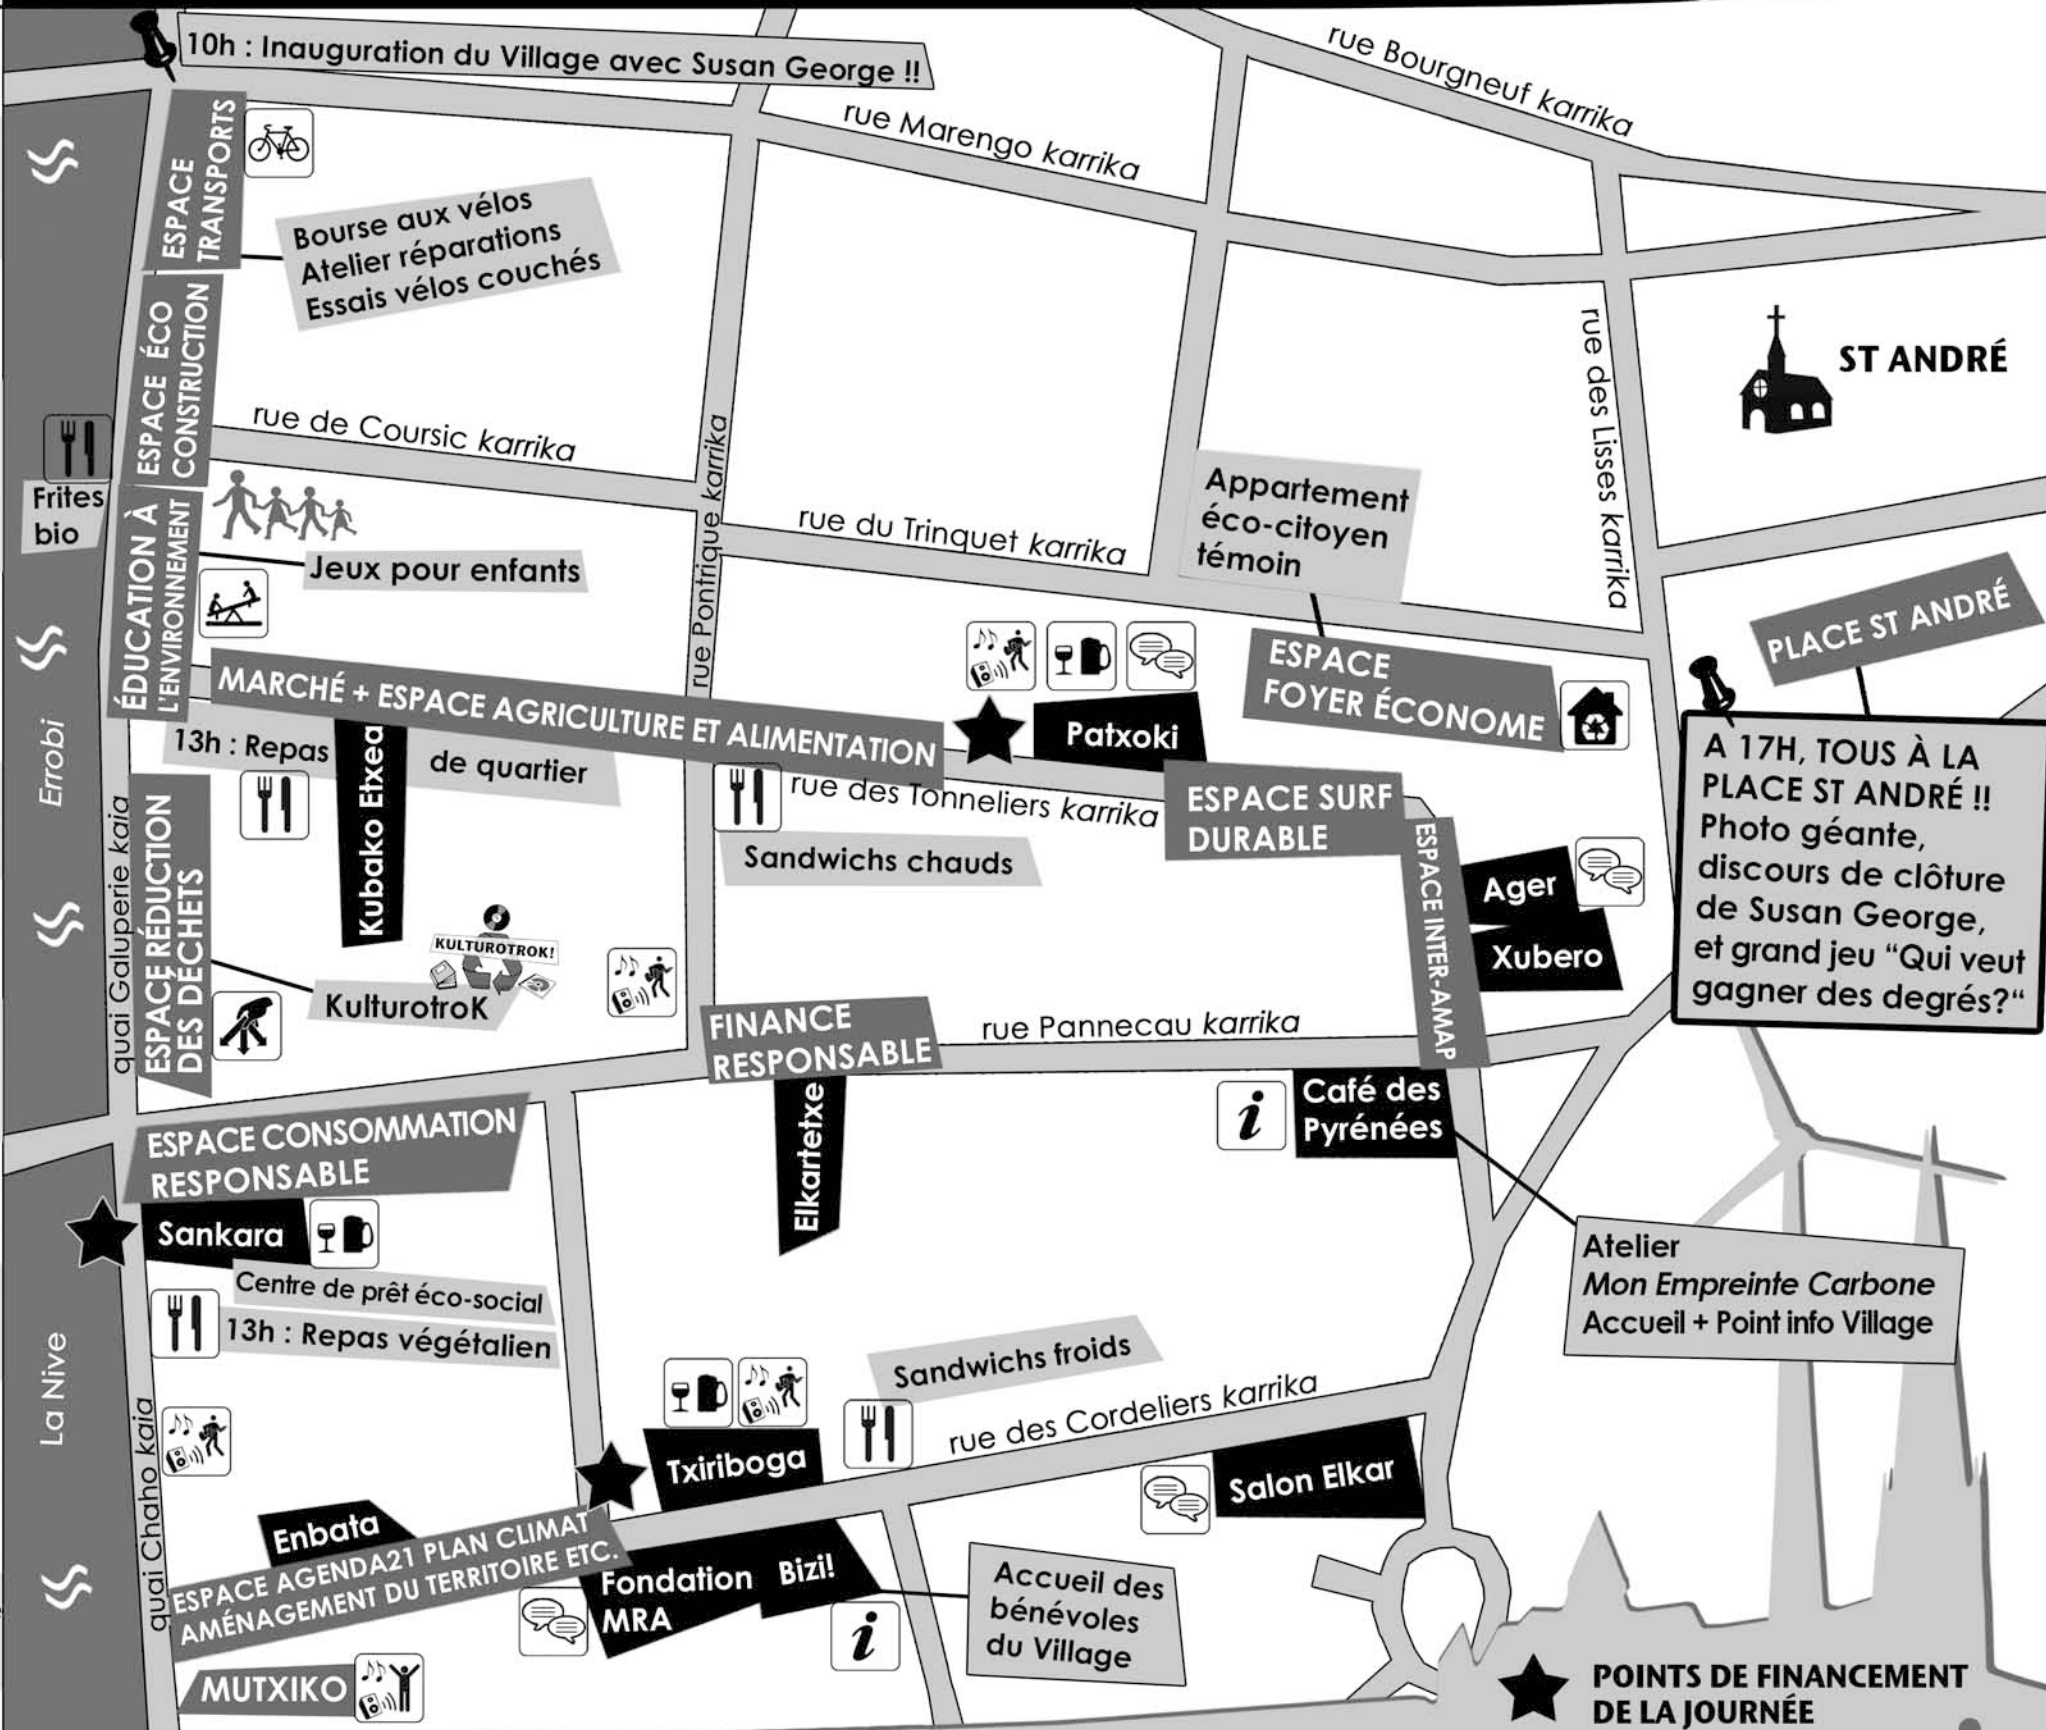 10h : Inauguration du Village avec Susan George !!
rue Bourgneuf karrika
rue Marengo karrika
ESPACE
TRANSPORTS
Bourse aux vélos
Atelier réparations
Essais vélos couchés
ESPACE ÉCO
CONSTRUCTION
rue de Coursic karrika
rue Pontrique karrika
rue des Lisses karrika
ST ANDRÉ
Frites
bio
ÉDUCATION À
L'ENVIRONNEMENT
Jeux pour enfants
rue du Trinquet karrika
Appartement
éco-citoyen
témoin
PLACE ST ANDRÉ
MARCHÉ + ESPACE AGRICULTURE ET ALIMENTATION
Patxoki
ESPACE
FOYER ÉCONOME
Errobi
13h : Repas
de quartier
Kubako Etxea
rue des Tonneliers karrika
Sandwichs chauds
ESPACE SURF
DURABLE
A 17H, TOUS À LA
PLACE ST ANDRÉ !!
Photo géante,
discours de clôture
de Susan George,
et grand jeu “Qui veut
gagner des degrés?“
quai Galuperie kaia
ESPACE RÉDUCTION
DES DÉCHETS
KULTUROTROK!
KulturotroK
ESPACE INTER-AMAP
Ager
Xubero
FINANCE
RESPONSABLE
rue Pannecau karrika
Elkartetxe
i
Café des
Pyrénées
ESPACE CONSOMMATION
RESPONSABLE
Sankara
Centre de prêt éco-social
13h : Repas végétalien
Atelier
Mon Empreinte Carbone
Accueil + Point info Village
La Nive
quai Chaho kaia
Sandwichs froids
rue des Cordeliers karrika
Txiriboga
Salon Elkar
Enbata
ESPACE AGENDA21 PLAN CLIMAT
AMÉNAGEMENT DU TERRITOIRE ETC.
Fondation
MRA
Bizi!
i
Accueil des
bénévoles
du Village
MUTXIKO
POINTS DE FINANCEMENT
DE LA JOURNÉE